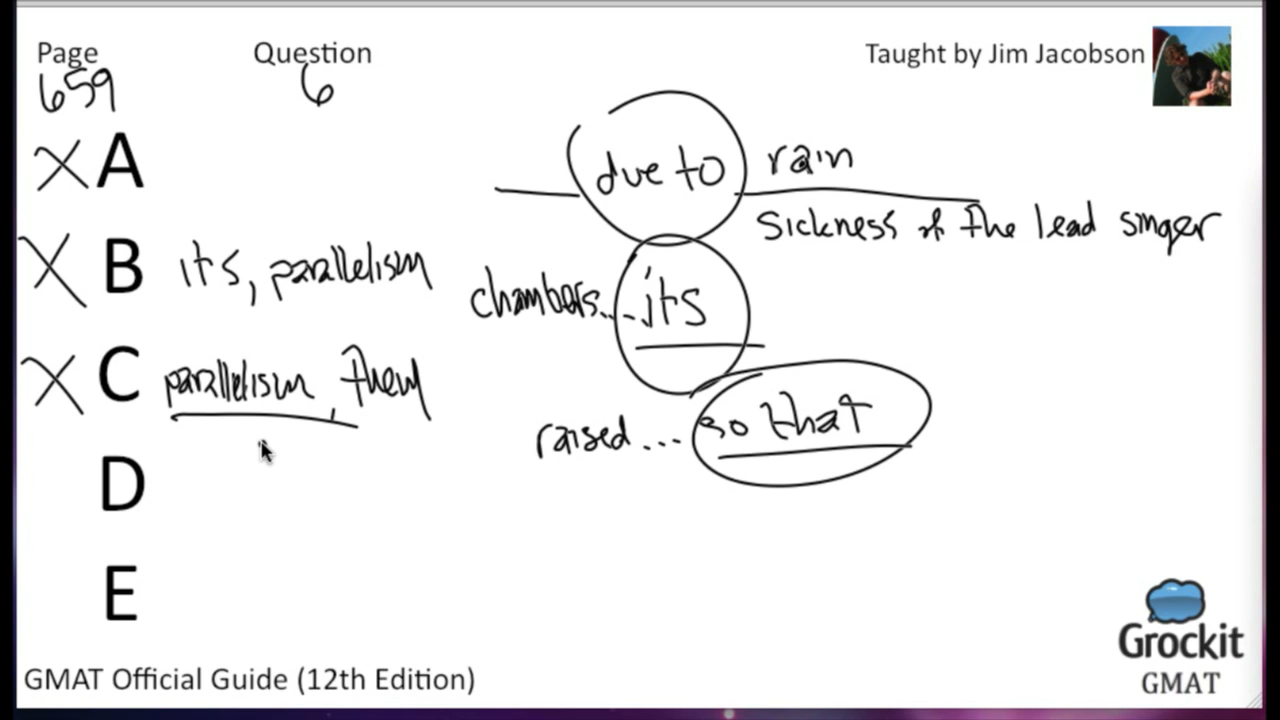 Page Question Taught by Jim Jacobson
659 6
X A
due to rain
sickness of the lead singer
X B its, parallelism
chambers... its
X C parallelism, them
raised... so that
D
E
Grockit
GMAT
GMAT Official Guide (12th Edition)